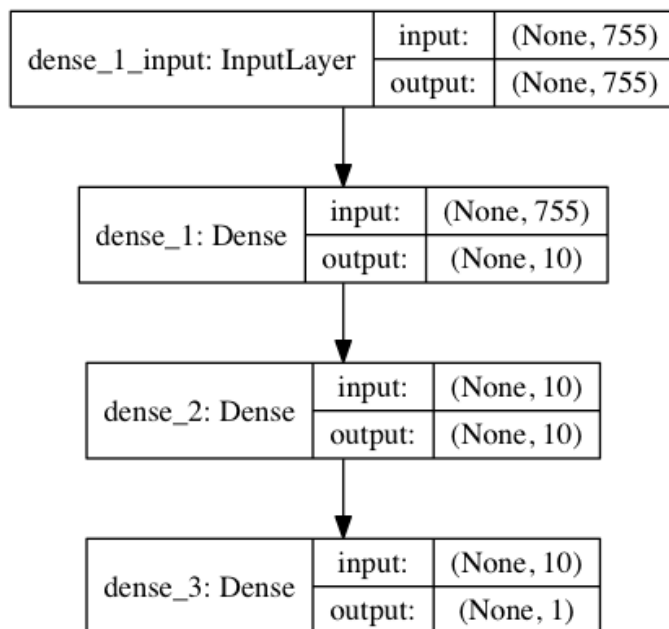 dense_1_input: InputLayer
input: (None, 755)
output: (None, 755)
dense_1: Dense
input: (None, 755)
output: (None, 10)
dense_2: Dense
input: (None, 10)
output: (None, 10)
dense_3: Dense
input: (None, 10)
output: (None, 1)